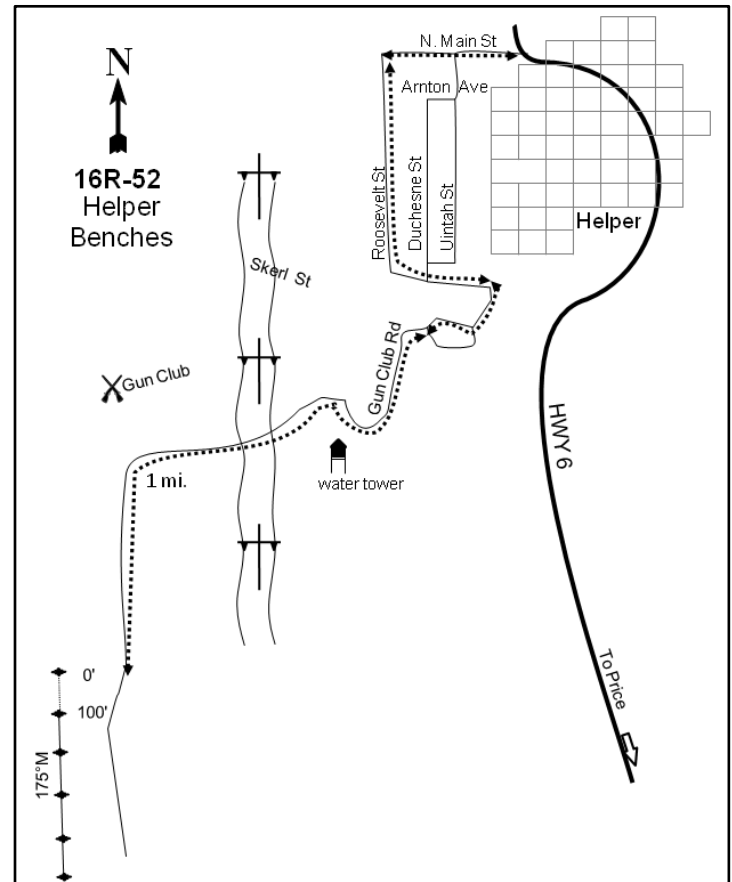 N. Main St
N
Arnton Ave
16R-52
Helper
Benches
Roosevelt St
Duchesne St
Uintah St
Helper
Skerl St
Gun Club Rd
Gun Club
HWY 6
1 mi.
water tower
To Price
0'
100'
175°M